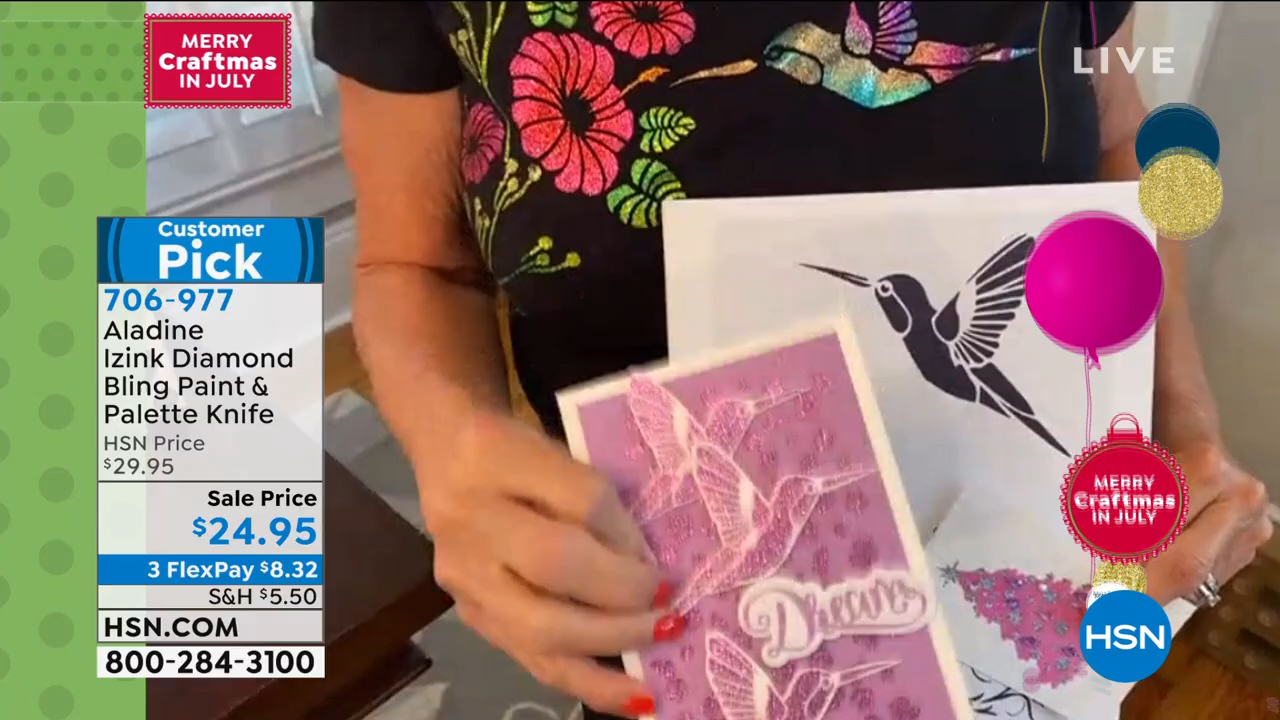 MERRY
Craftmas
IN JULY
LIVE
Customer
Pick
706-977
Aladine
Izink Diamond
Bling Paint &
Palette Knife
HSN Price
$29.95
Sale Price
$24.95
3 FlexPay $8.32
S&H $5.50
HSN.COM
800-284-3100
Dream
MERRY
Craftmas
IN JULY
HSN